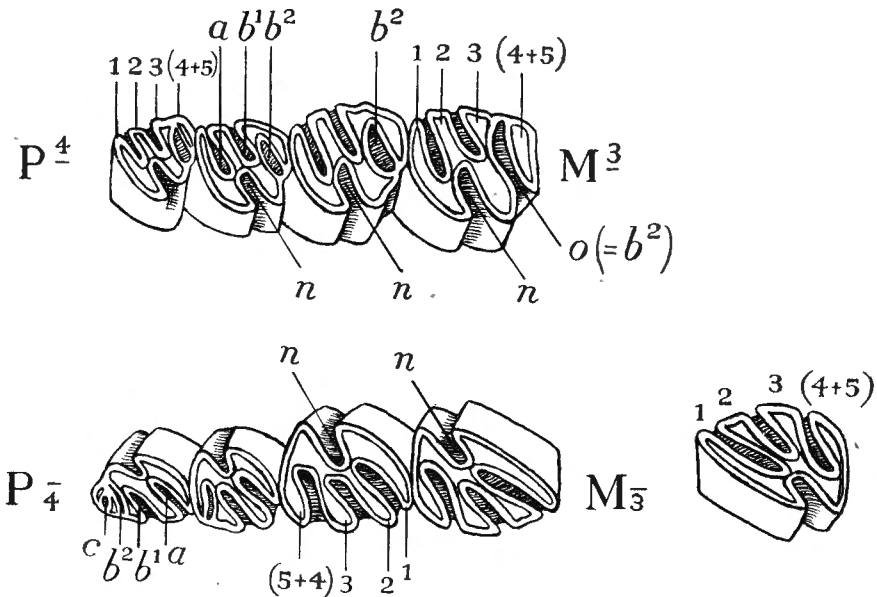 a b¹ b² b² 1 2 3 (4+5)
1 2 3 (4+5)
P⁴ M³
o (=b²)
n n n
n n
3 (4+5)
1 2
P₄ M₃
c b² b¹ a
(5+4) 3 2 1